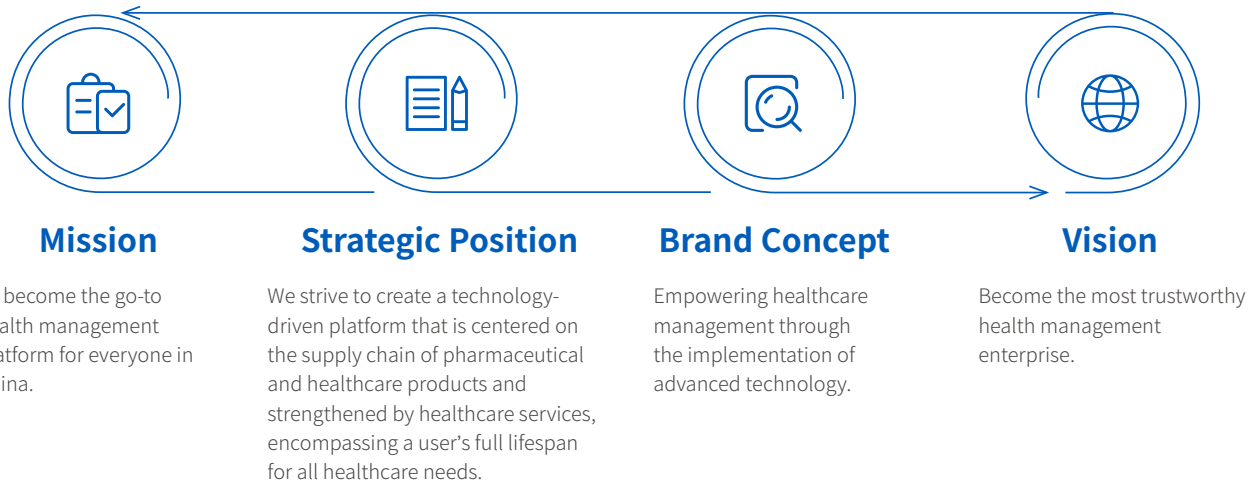 Mission
become the go-to
management
for everyone in
Strategic Position
We strive to create a technology-
driven platform that is centered on
the supply chain of pharmaceutical
and healthcare products and
strengthened by healthcare services,
encompassing a user's full lifespan
for all healthcare needs.
Brand Concept
Empowering healthcare
management through
the implementation of
advanced technology.
Vision
Become the most trustworthy
health management
enterprise.